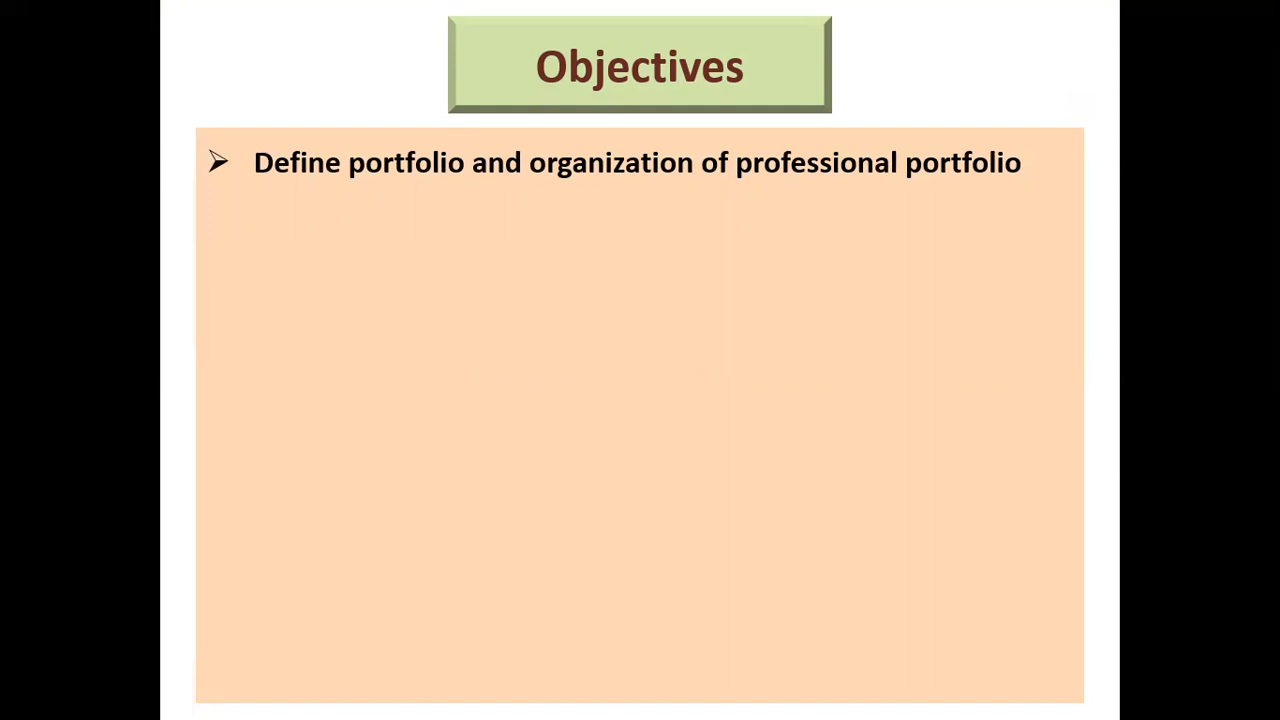 Objectives
➢ Define portfolio and organization of professional portfolio